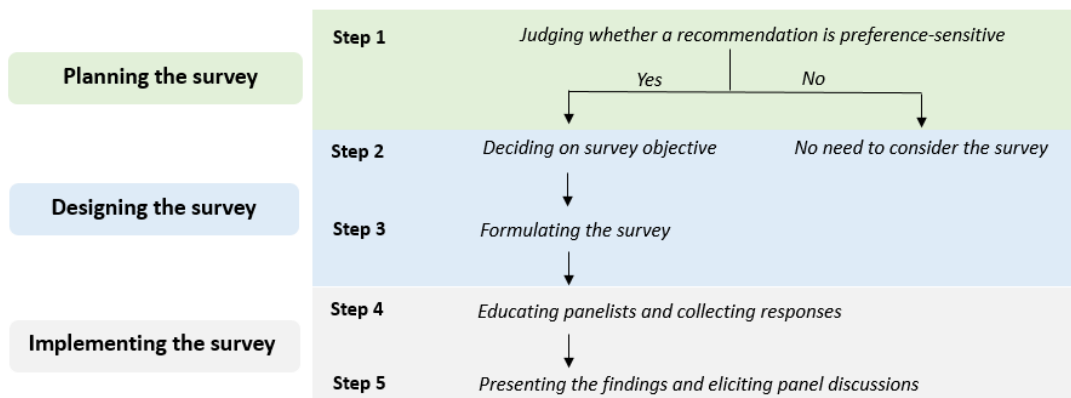 Planning the survey
Step 1
Judging whether a recommendation is preference-sensitive
Yes
No
Designing the survey
Step 2
Deciding on survey objective
No need to consider the survey
Step 3
Formulating the survey
Implementing the survey
Step 4
Educating panelists and collecting responses
Step 5
Presenting the findings and eliciting panel discussions